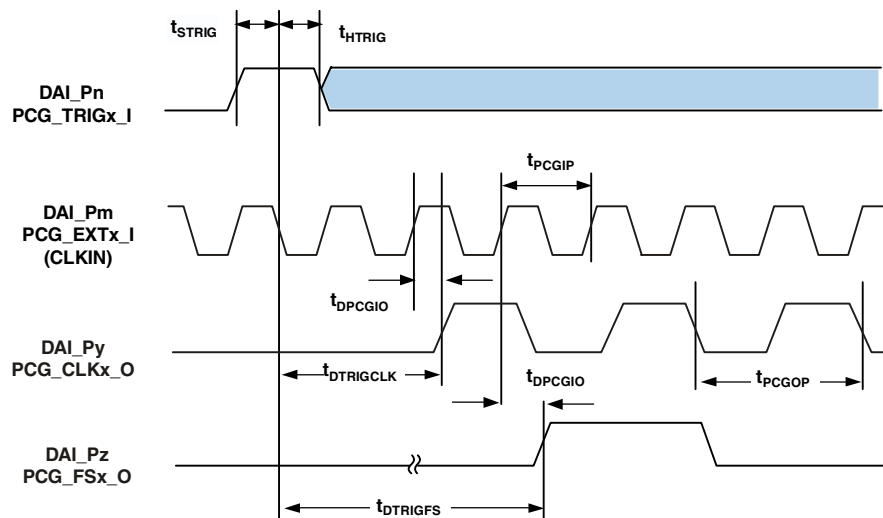 tSTRIG
tHTRIG
DAI_Pn
PCG_TRIGx_I
tPCGIP
DAI_Pm
PCG_EXTx_I
(CLKIN)
tDPCGIO
DAI_Py
PCG_CLKx_O
tDTRIGCLK
tDPCGIO
tPCGOP
DAI_Pz
PCG_FSx_O
tDTRIGFS